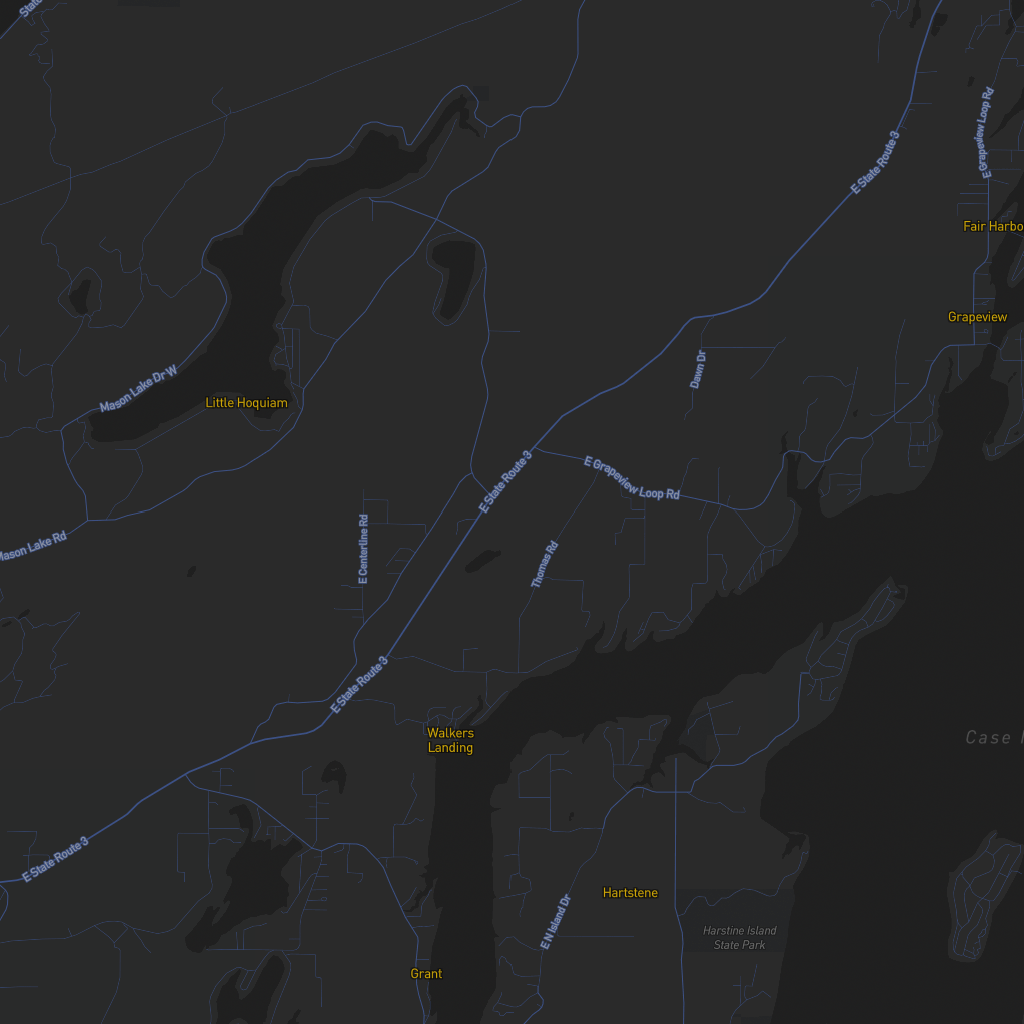 State
E Grapeview Loop Rd
E State Route 3
Fair Harbo
Grapeview
Dawn Dr
Mason Lake Dr W
Little Hoquiam
E State Route 3
E Grapeview Loop Rd
E Centerline Rd
Mason Lake Rd
Thomas Rd
E State Route 3
Walkers
Landing
Case
E State Route 3
Hartstene
E N Island Dr
Harstine Island
State Park
Grant